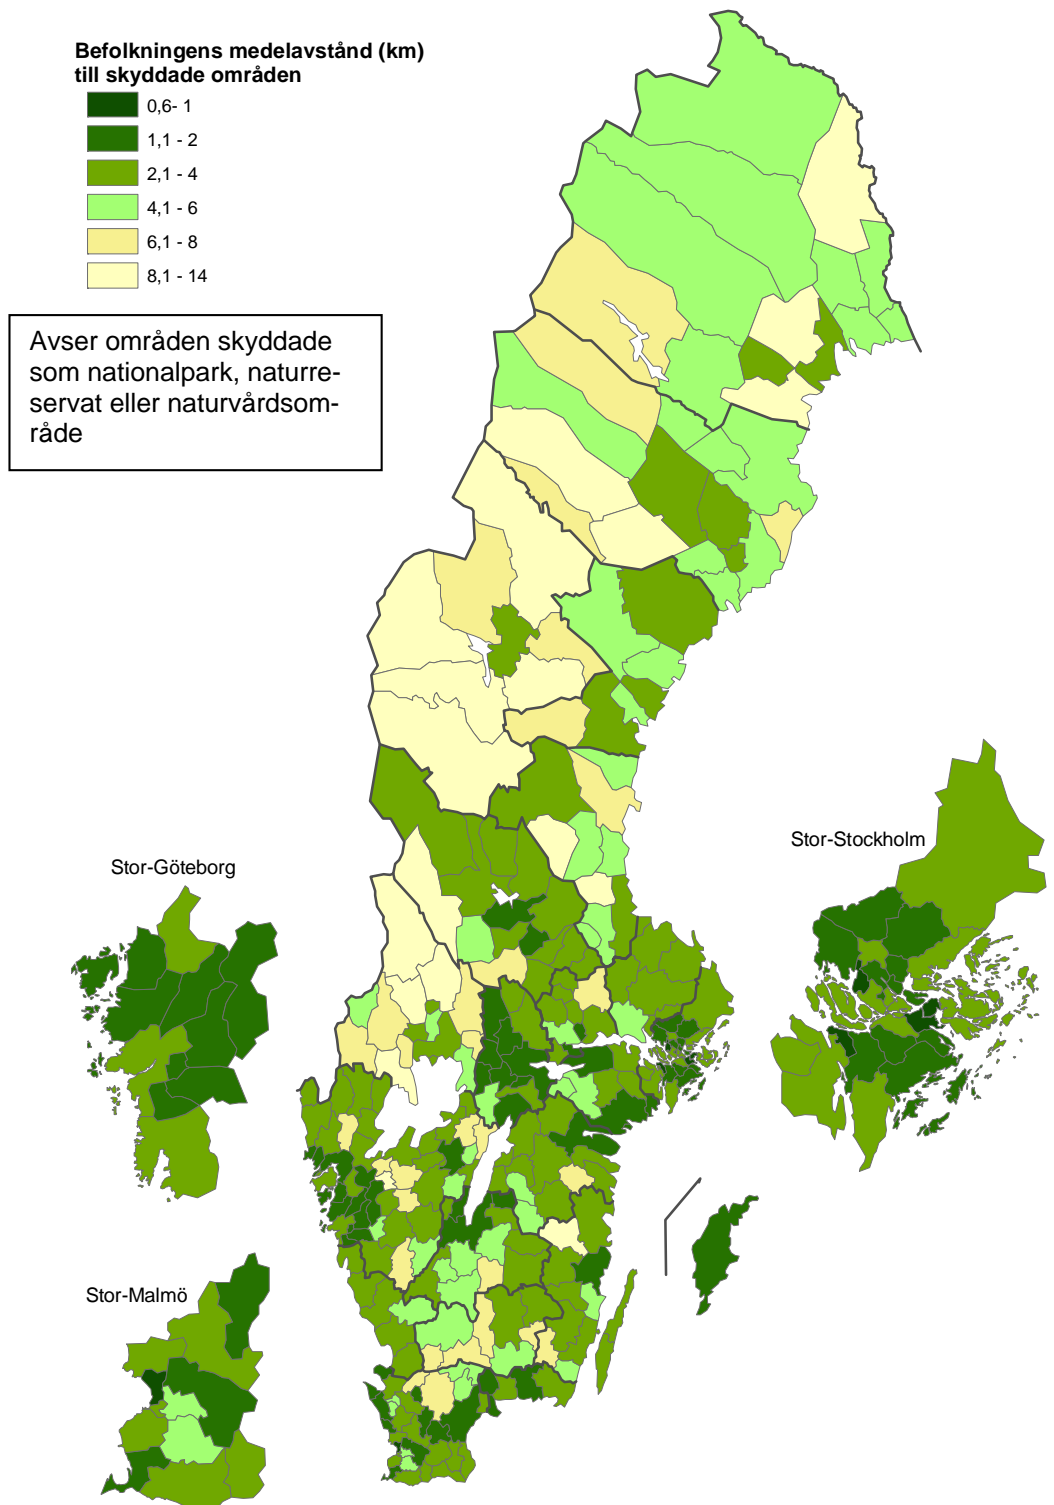 Befolkningens medelavstånd (km)
till skyddade områden
0,6- 1
1,1 - 2
2,1 - 4
4,1 - 6
6,1 - 8
8,1 - 14
Avser områden skyddade
som nationalpark, naturre-
servat eller naturvårdsom-
råde
Stor-Göteborg
Stor-Stockholm
Stor-Malmö